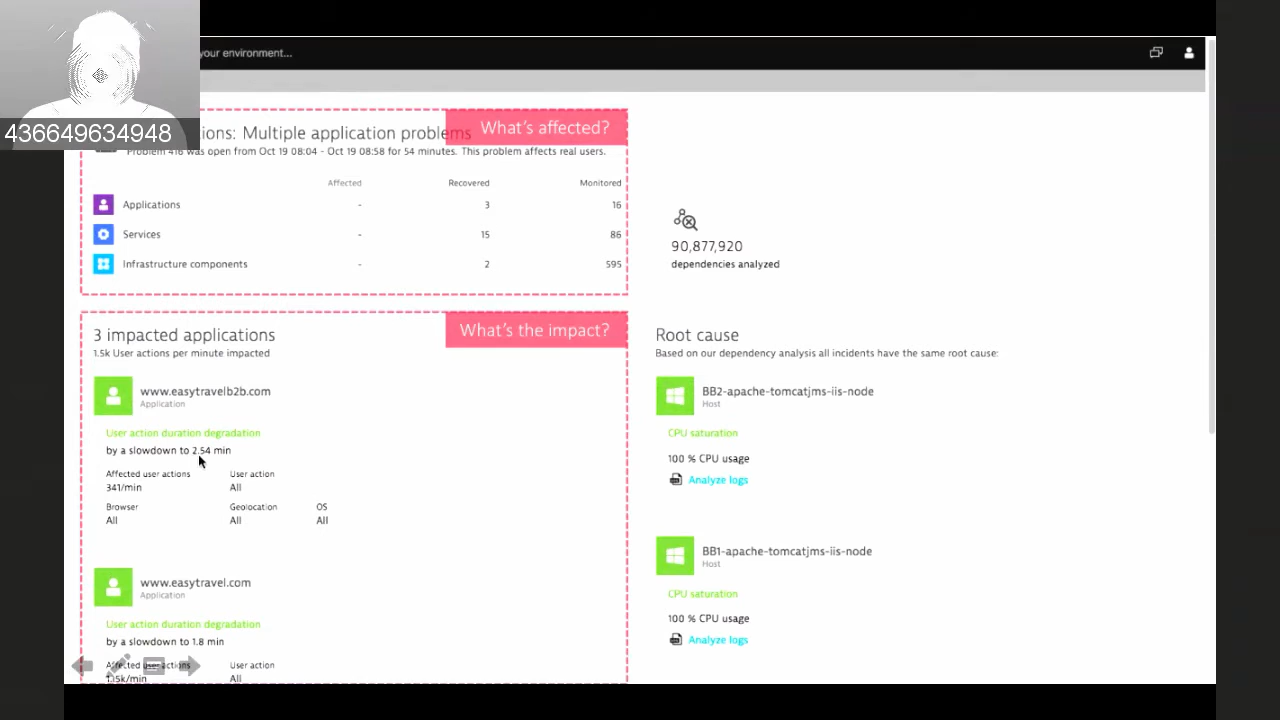 your environment...
436649634948
ions: Multiple application problems
What's affected?
Problem 416 was open from Oct 19 08:04 - Oct 19 08:58 for 54 minutes. This problem affects real users.
Affected Recovered Monitored
Applications - 3 16
Services - 15 86
Infrastructure components - 2 595
90,877,920
dependencies analyzed
3 impacted applications
What's the impact?
1.5k User actions per minute impacted
www.easytravelb2b.com
Application
User action duration degradation
by a slowdown to 2.54 min
Affected user actions User action
341/min All
Browser Geolocation OS
All All All
www.easytravel.com
Application
User action duration degradation
by a slowdown to 1.8 min
Affected user actions User action
1.15k/min All
Root cause
Based on our dependency analysis all incidents have the same root cause:
BB2-apache-tomcatjms-iis-node
Host
CPU saturation
100 % CPU usage
Analyze logs
BB1-apache-tomcatjms-iis-node
Host
CPU saturation
100 % CPU usage
Analyze logs